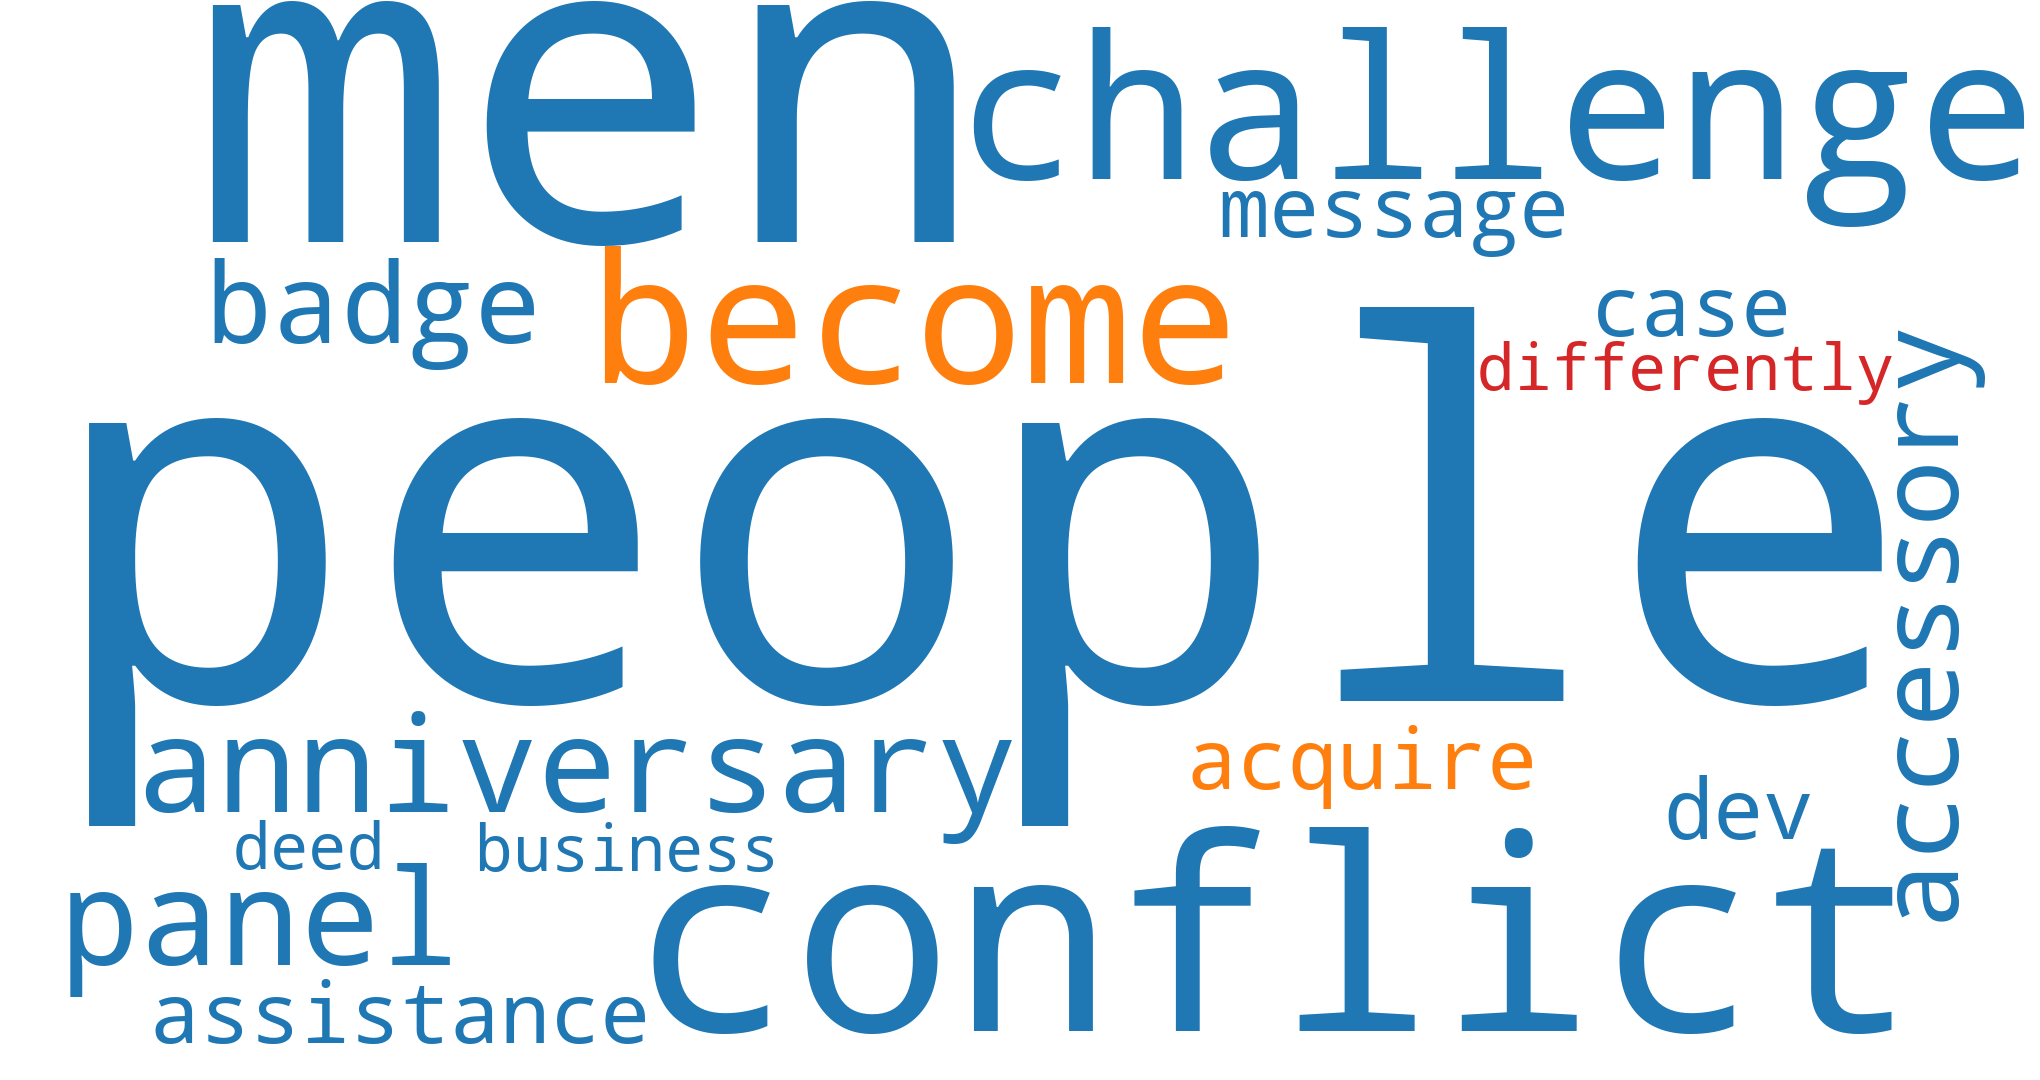 men
challenge
message
badge
become
case
differently
people
accessory
anniversary
acquire
dev
deed
business
panel
conflict
assistance